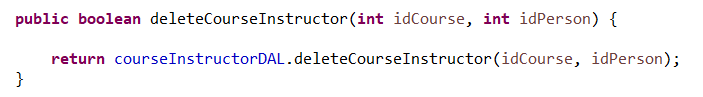 public boolean deleteCourseInstructor(int idCourse, int idPerson) {
return courseInstructorDAL.deleteCourseInstructor(idCourse, idPerson);
}